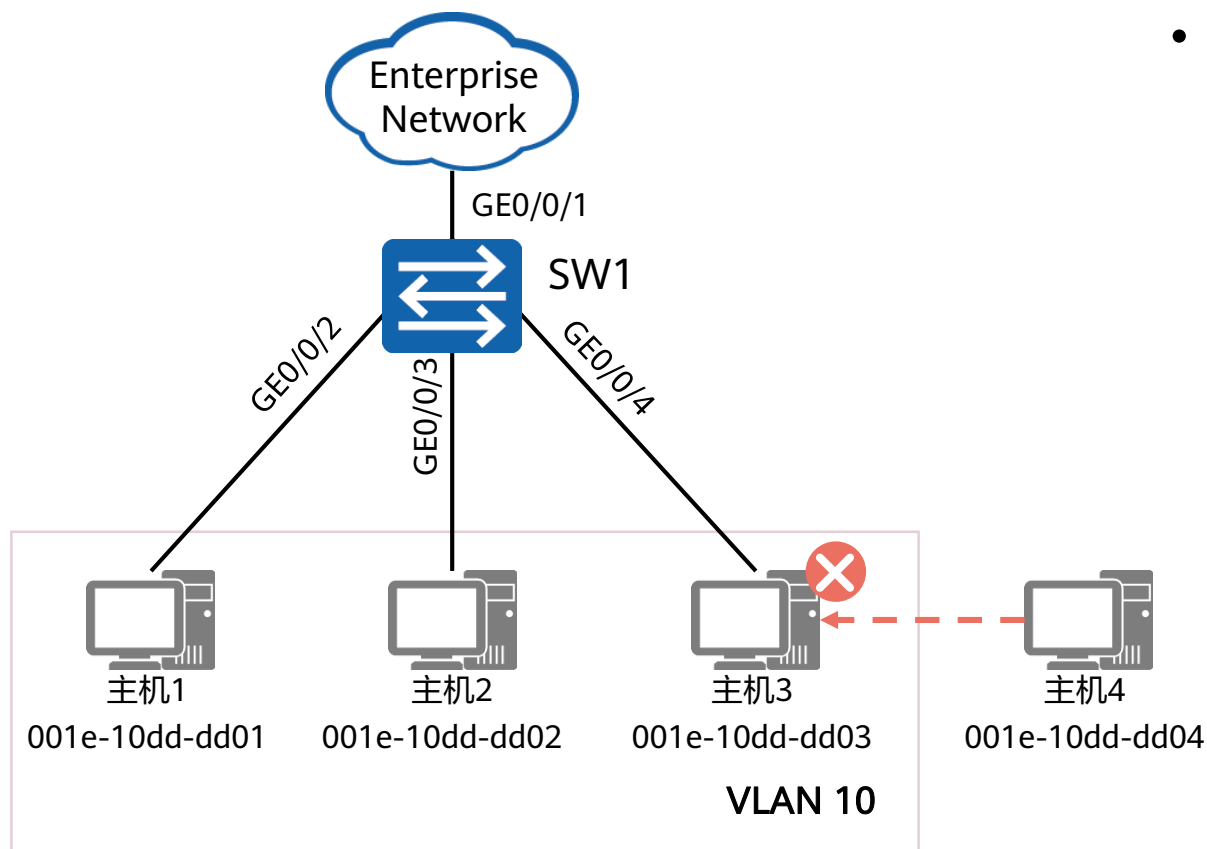 •
Enterprise
Network
GE0/0/1
SW1
GE0/0/2
GE0/0/3
GE0/0/4
主机1
主机2
主机3
主机4
001e-10dd-dd01
001e-10dd-dd02
001e-10dd-dd03
001e-10dd-dd04
VLAN 10